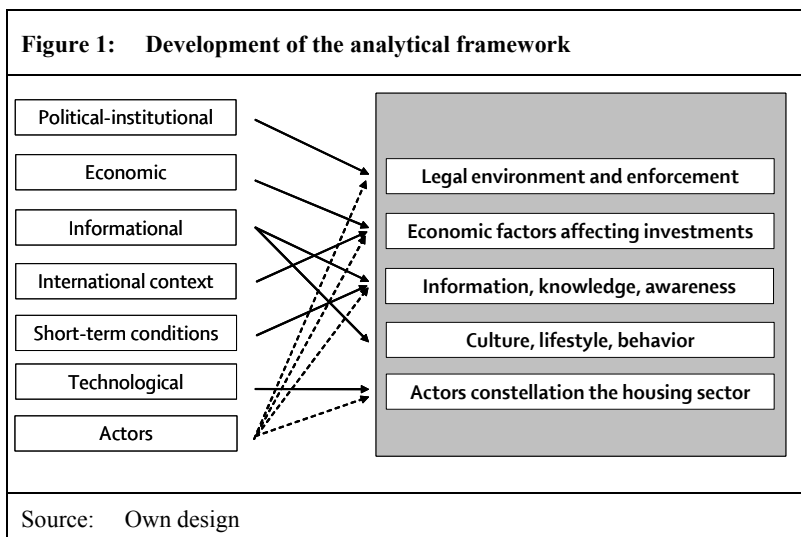 Figure 1: Development of the analytical framework
Political-institutional
Economic
Informational
International context
Short-term conditions
Technological
Actors
Legal environment and enforcement
Economic factors affecting investments
Information, knowledge, awareness
Culture, lifestyle, behavior
Actors constellation the housing sector
Source: Own design